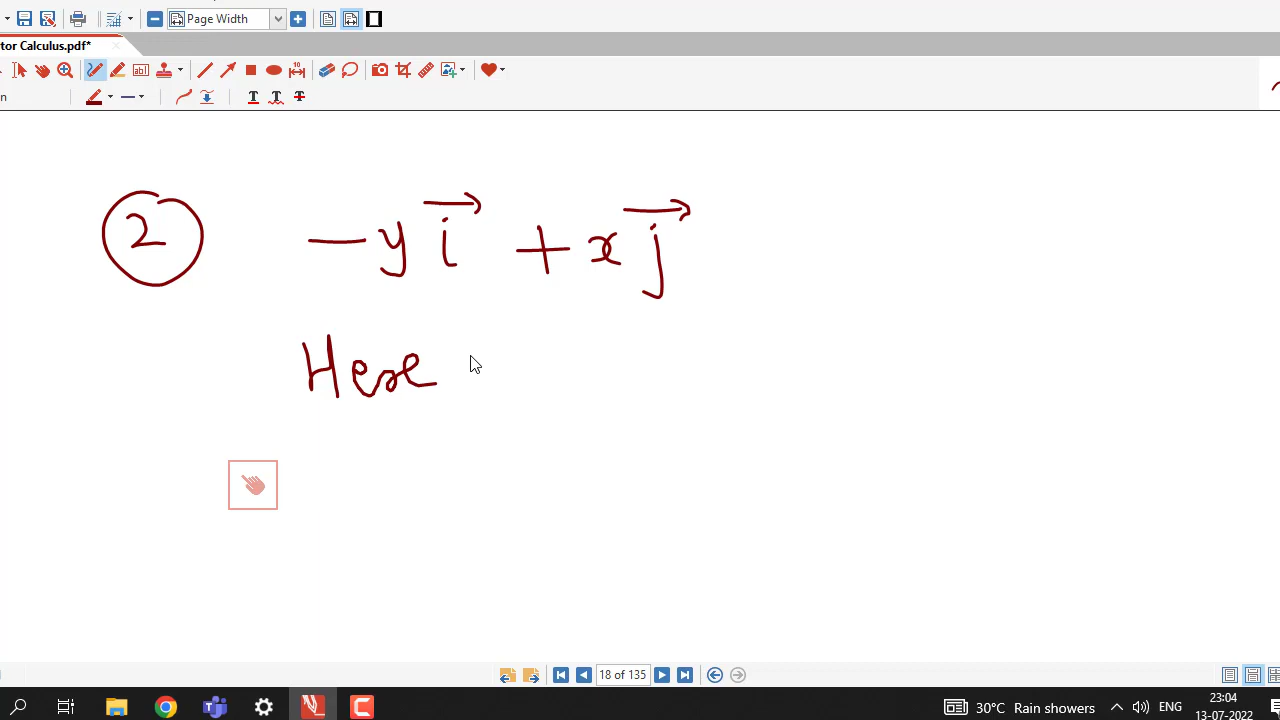 Page Width
tor Calculus.pdf*
10
T T T
n
2 −y i⃗ + x j⃗
Here
18 of 135
30°C Rain showers
ENG
23:04
13-07-2022